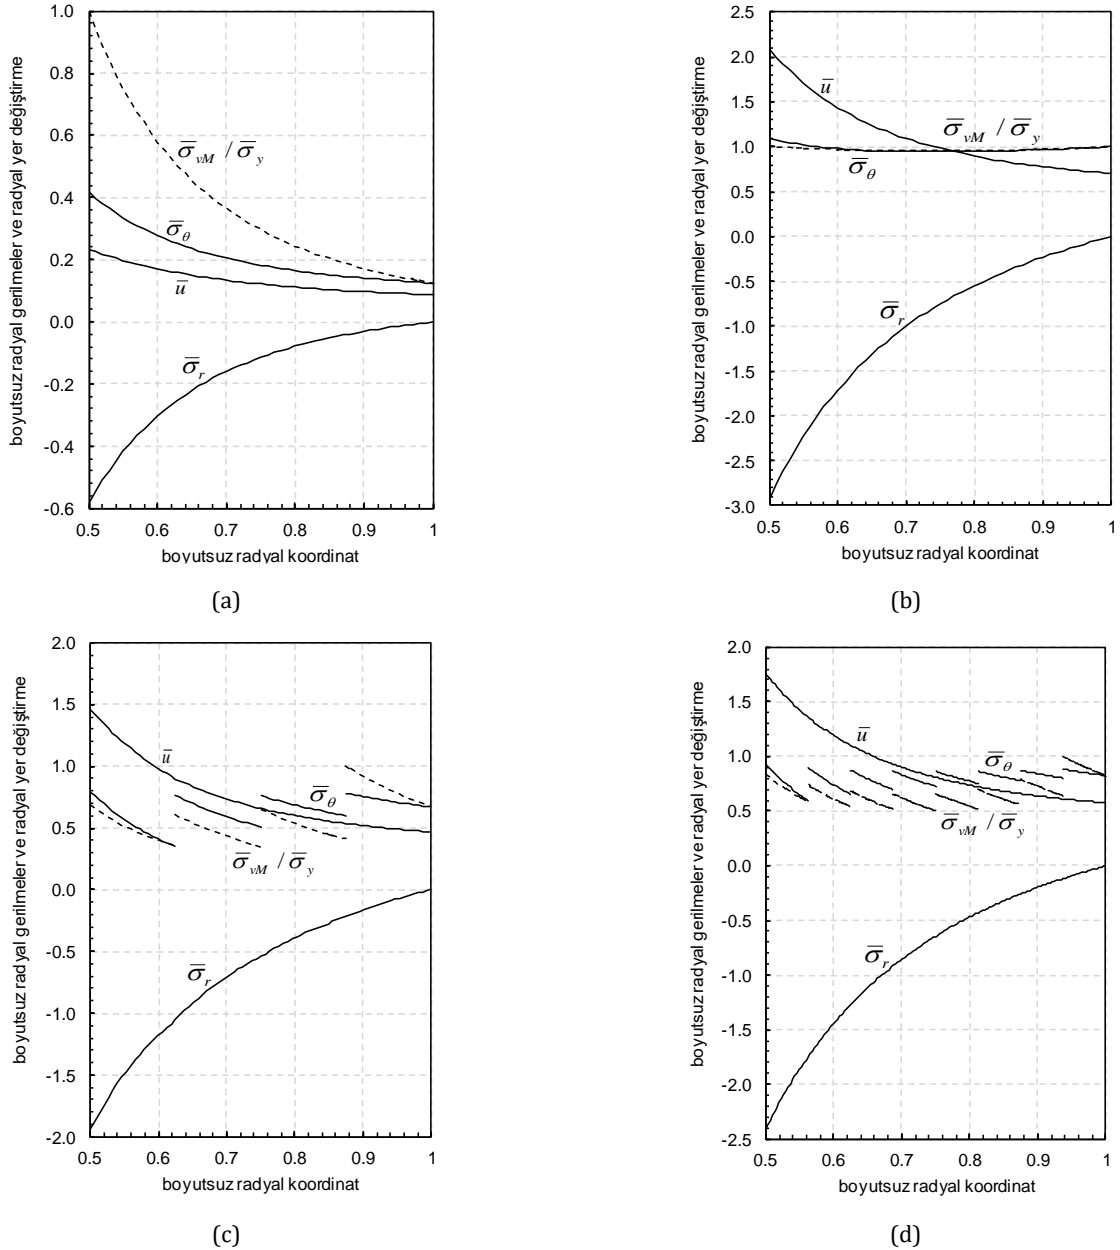 boyutsuz radyal gerilmeler ve radyal yer değiştirme
1.0
0.8
0.6
0.4
0.2
0.0
-0.2
-0.4
-0.6
σ̅vM / σ̅y
σ̅θ
u̅
σ̅r
0.5 0.6 0.7 0.8 0.9 1
boyutsuz radyal koordinat
(a)
boyutsuz radyal gerilmeler ve radyal yer değiştirme
2.5
2.0
1.5
1.0
0.5
0.0
-0.5
-1.0
-1.5
-2.0
-2.5
-3.0
u̅
σ̅vM / σ̅y
σ̅θ
σ̅r
0.5 0.6 0.7 0.8 0.9 1
boyutsuz radyal koordinat
(b)
boyutsuz radyal gerilmeler ve radyal yer değiştirme
2.0
1.5
1.0
0.5
0.0
-0.5
-1.0
-1.5
-2.0
u̅
σ̅θ
σ̅vM / σ̅y
σ̅r
0.5 0.6 0.7 0.8 0.9 1
boyutsuz radyal koordinat
(c)
boyutsuz radyal gerilmeler ve radyal yer değiştirme
2.0
1.5
1.0
0.5
0.0
-0.5
-1.0
-1.5
-2.0
-2.5
u̅
σ̅θ
σ̅vM / σ̅y
σ̅r
0.5 0.6 0.7 0.8 0.9 1
boyutsuz radyal koordinat
(d)